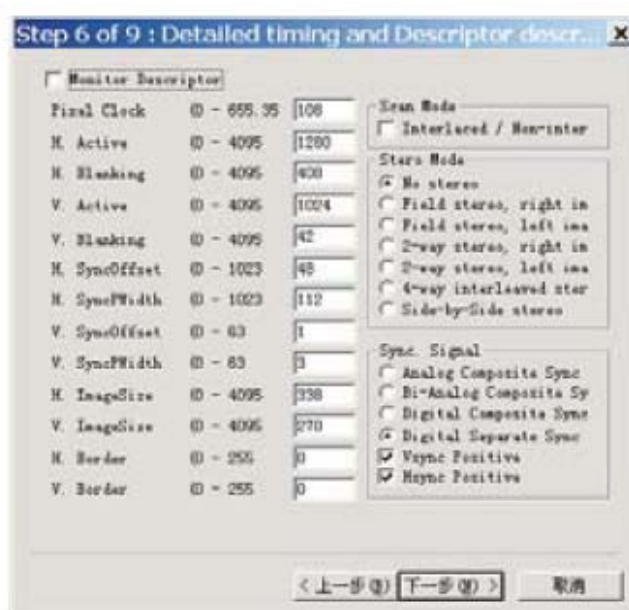 Step 6 of 9 : Detailed timing and Descriptor descr...
Monitor Descriptor
Pixel Clock (0 - 655.35 108
H. Active (0 - 4095 1280
H. Blanking (0 - 4095 408
V. Active (0 - 4095 1024
V. Blanking (0 - 4095 42
H. SyncOffset (0 - 1023 48
H. SyncPWidth (0 - 1023 112
V. SyncOffset (0 - 63 1
V. SyncPWidth (0 - 63 3
H. ImageSize (0 - 4095 338
V. ImageSize (0 - 4095 270
H. Border (0 - 255 0
V. Border (0 - 255 0
Scan Mode
Interlaced / Non-inter
Stero Mode
No stereo
Field stereo, right im
Field stereo, left ima
2-way stereo, right im
2-way stereo, left ima
4-way interleaved ster
Side-by-Side stereo
Sync. Signal
Analog Composite Sync
Bi-Analog Composite Sy
Digital Composite Sync
Digital Separate Sync
Vsync Positive
Hsync Positive
< 上一步(B) 下一步(N) > 取消